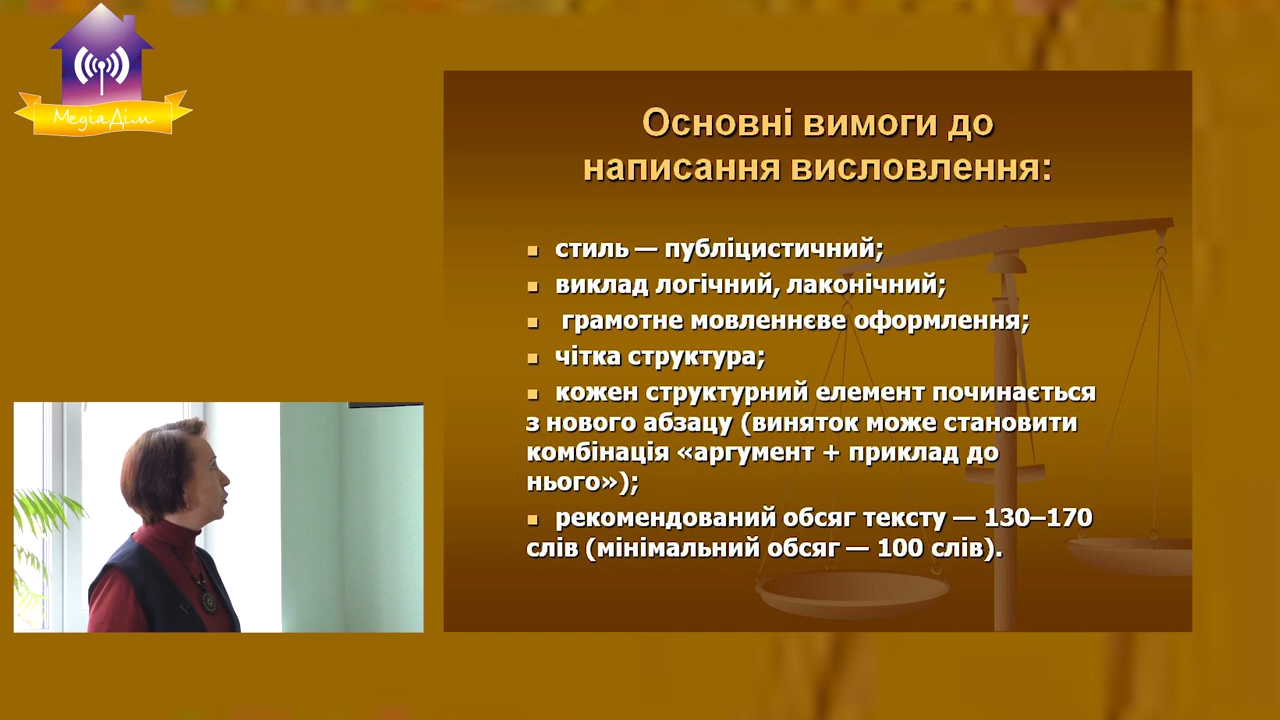 МедіаДім
Основні вимоги до
написання висловлення:
▪ стиль — публіцистичний;
▪ виклад логічний, лаконічний;
▪ грамотне мовленнєве оформлення;
▪ чітка структура;
▪ кожен структурний елемент починається
з нового абзацу (виняток може становити
комбінація «аргумент + приклад до
нього»);
▪ рекомендований обсяг тексту — 130–170
слів (мінімальний обсяг — 100 слів).